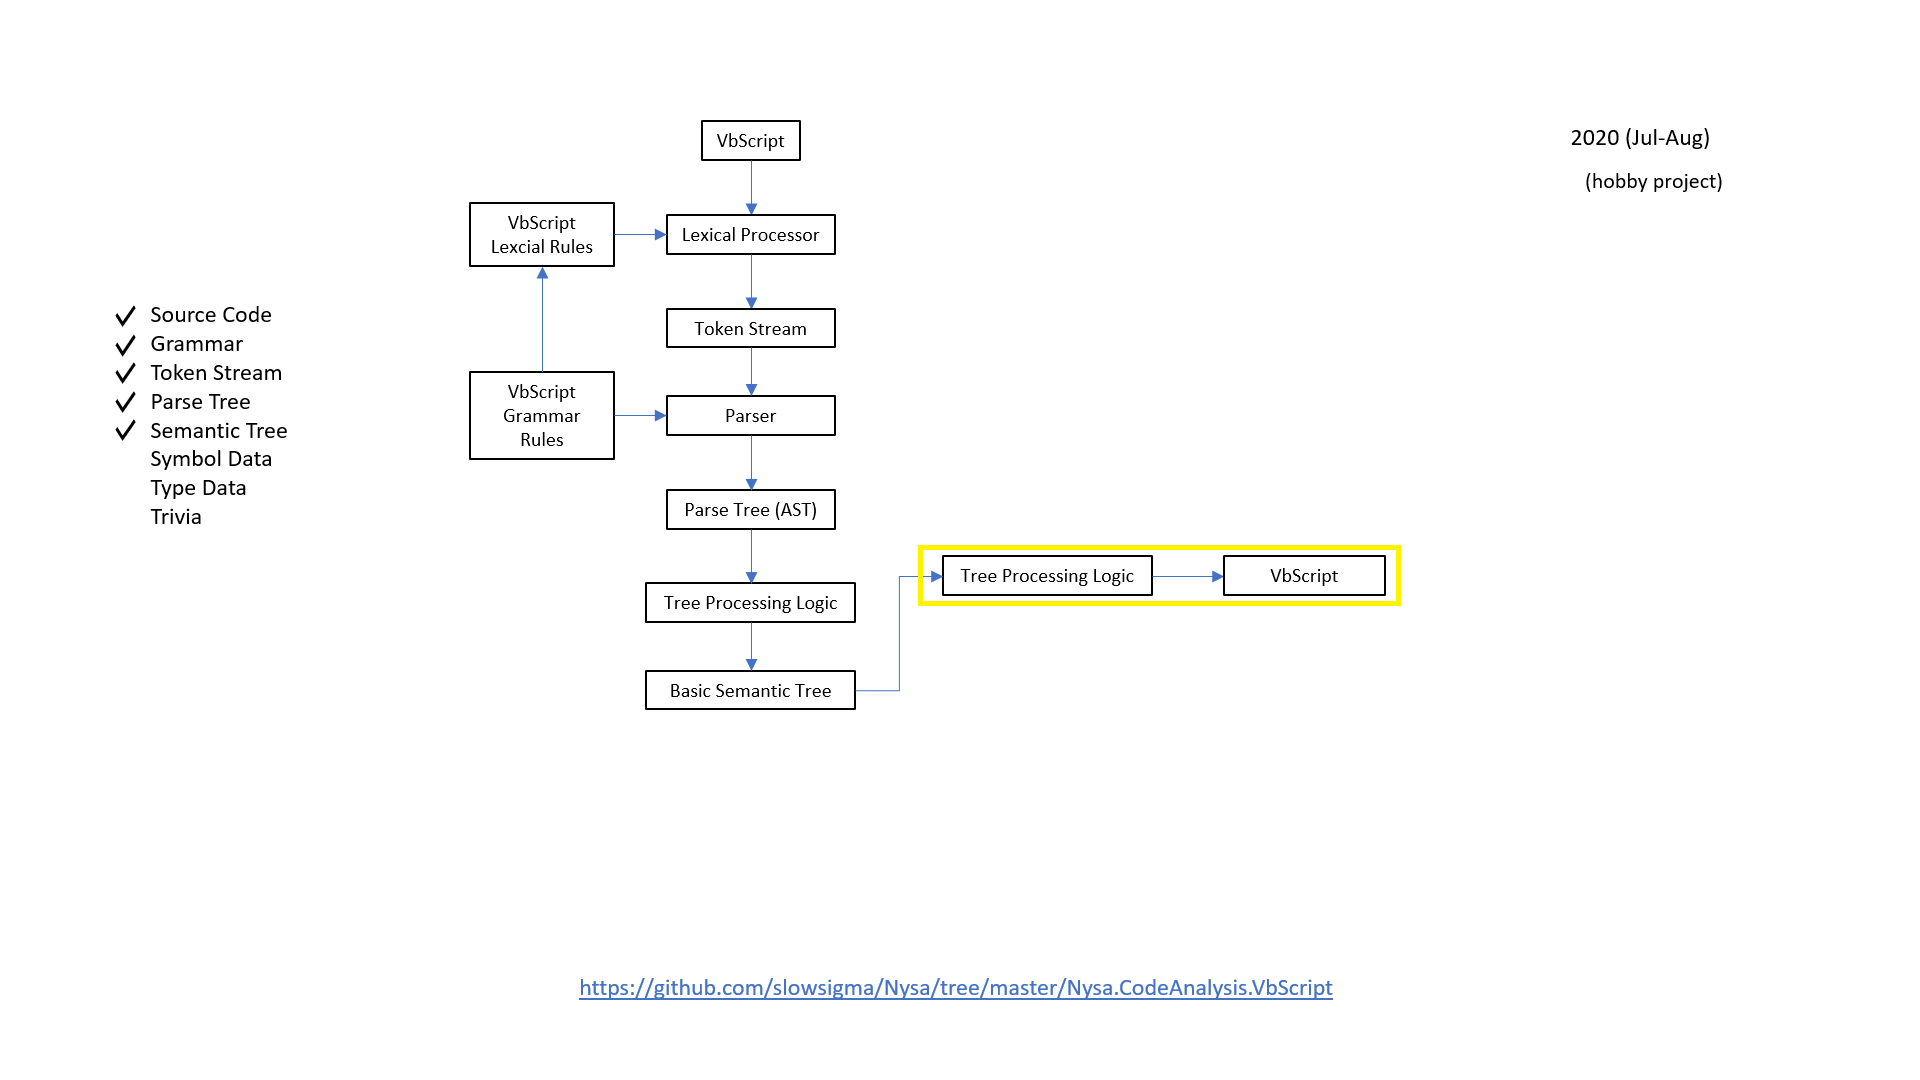 VbScript
2020 (Jul-Aug)
(hobby project)
VbScript
Lexcial Rules
Lexical Processor
Source Code
Grammar
Token Stream
Parse Tree
Semantic Tree
Symbol Data
Type Data
Trivia
Token Stream
VbScript
Grammar
Rules
Parser
Parse Tree (AST)
Tree Processing Logic
Basic Semantic Tree
Tree Processing Logic
VbScript
https://github.com/slowsigma/Nysa/tree/master/Nysa.CodeAnalysis.VbScript